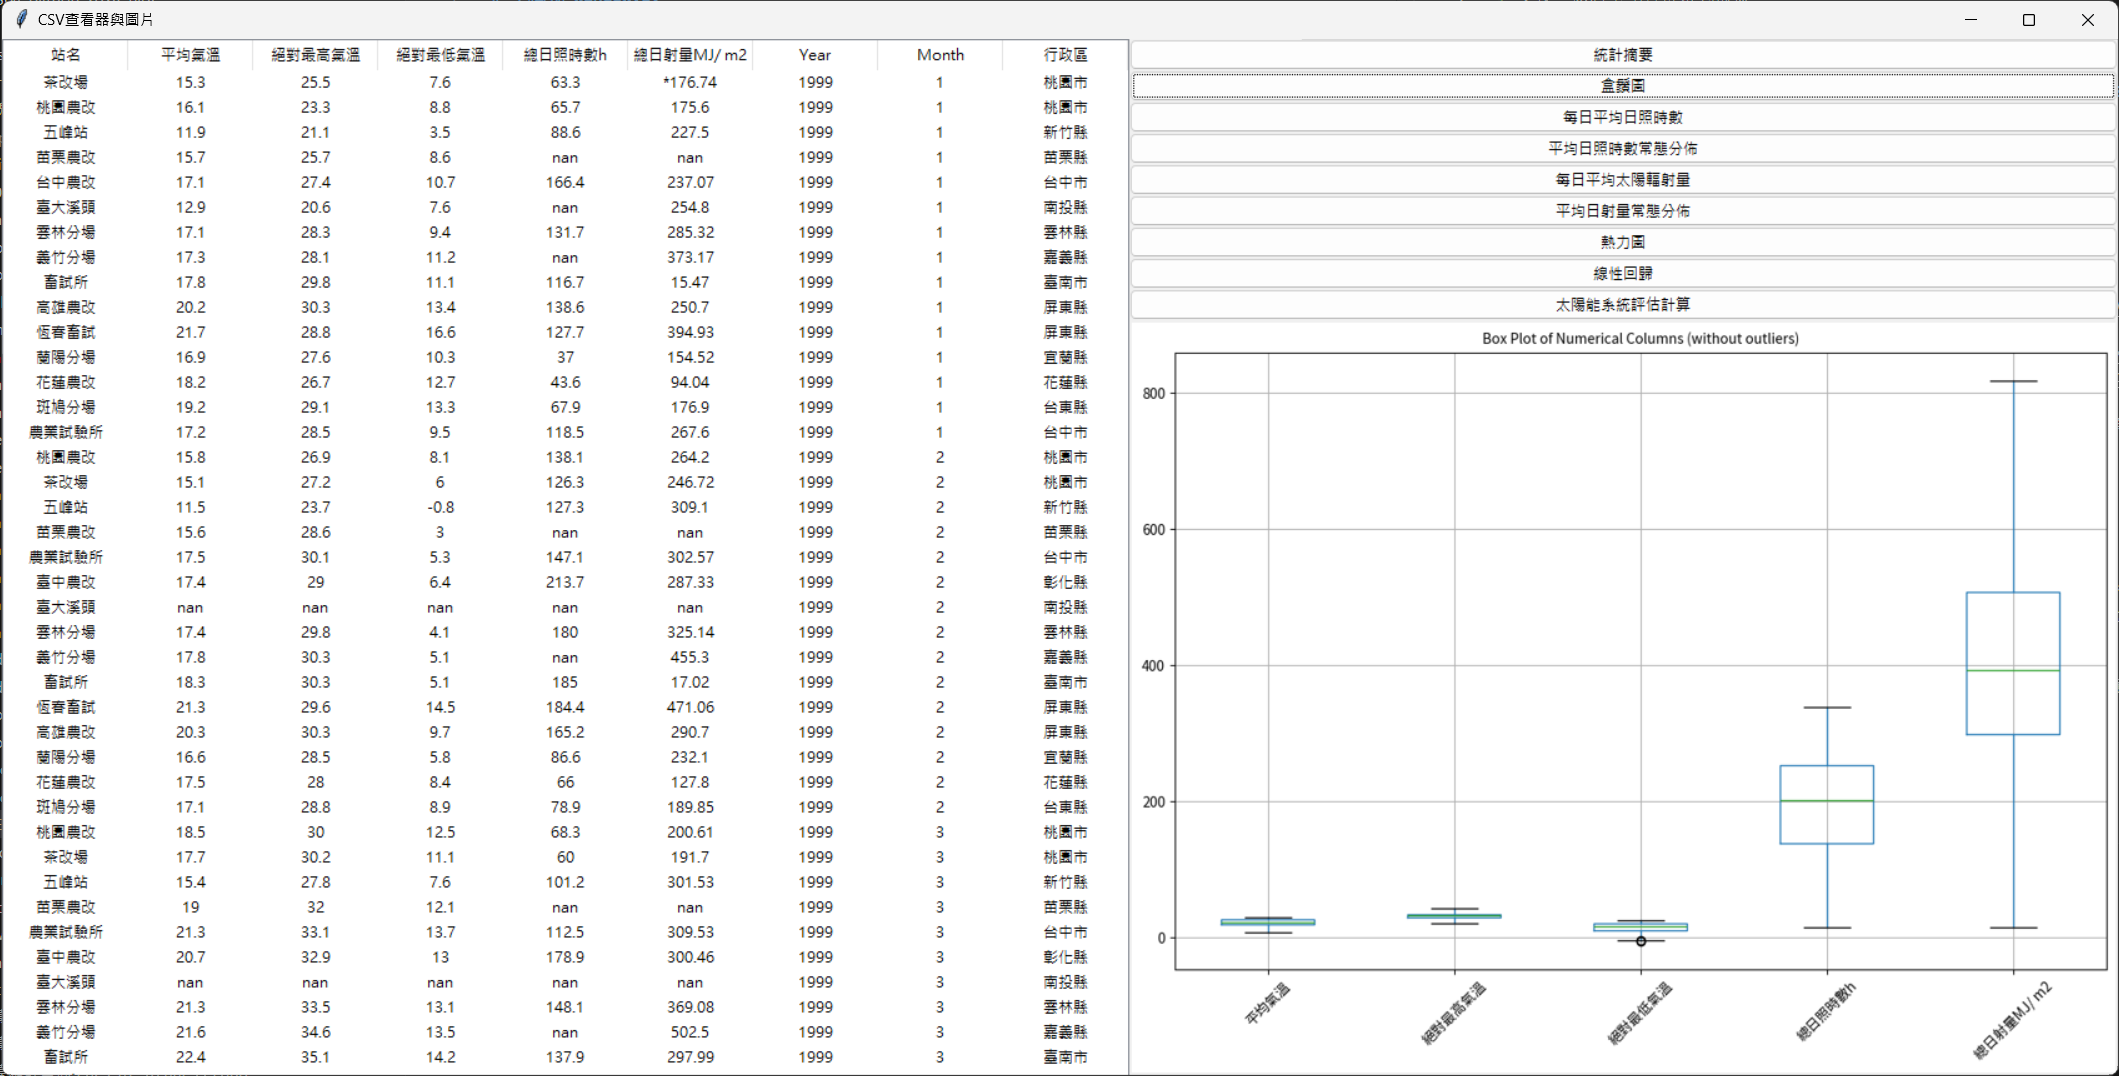 CSV查看器與圖片
站名 平均氣溫 絕對最高氣溫 絕對最低氣溫 總日照時數h 總日射量MJ/ m2 Year Month 行政區
茶改場 15.3 25.5 7.6 63.3 *176.74 1999 1 桃園市
桃園農改 16.1 23.3 8.8 65.7 175.6 1999 1 桃園市
五峰站 11.9 21.1 3.5 88.6 227.5 1999 1 新竹縣
苗栗農改 15.7 25.7 8.6 nan nan 1999 1 苗栗縣
台中農改 17.1 27.4 10.7 166.4 237.07 1999 1 台中市
臺大溪頭 12.9 20.6 7.6 nan 254.8 1999 1 南投縣
雲林分場 17.1 28.3 9.4 131.7 285.32 1999 1 雲林縣
義竹分場 17.3 28.1 11.2 nan 373.17 1999 1 嘉義縣
畜試所 17.8 29.8 11.1 116.7 15.47 1999 1 臺南市
高雄農改 20.2 30.3 13.4 138.6 250.7 1999 1 屏東縣
恆春畜試 21.7 28.8 16.6 127.7 394.93 1999 1 屏東縣
蘭陽分場 16.9 27.6 10.3 37 154.52 1999 1 宜蘭縣
花蓮農改 18.2 26.7 12.7 43.6 94.04 1999 1 花蓮縣
斑鳩分場 19.2 29.1 13.3 67.9 176.9 1999 1 台東縣
農業試驗所 17.2 28.5 9.5 118.5 267.6 1999 1 台中市
桃園農改 15.8 26.9 8.1 138.1 264.2 1999 2 桃園市
茶改場 15.1 27.2 6 126.3 246.72 1999 2 桃園市
五峰站 11.5 23.7 -0.8 127.3 309.1 1999 2 新竹縣
苗栗農改 15.6 28.6 3 nan nan 1999 2 苗栗縣
農業試驗所 17.5 30.1 5.3 147.1 302.57 1999 2 台中市
臺中農改 17.4 29 6.4 213.7 287.33 1999 2 彰化縣
臺大溪頭 nan nan nan nan nan 1999 2 南投縣
雲林分場 17.4 29.8 4.1 180 325.14 1999 2 雲林縣
義竹分場 17.8 30.3 5.1 nan 455.3 1999 2 嘉義縣
畜試所 18.3 30.3 5.1 185 17.02 1999 2 臺南市
恆春畜試 21.3 29.6 14.5 184.4 471.06 1999 2 屏東縣
高雄農改 20.3 30.3 9.7 165.2 290.7 1999 2 屏東縣
蘭陽分場 16.6 28.5 5.8 86.6 232.1 1999 2 宜蘭縣
花蓮農改 17.5 28 8.4 66 127.8 1999 2 花蓮縣
斑鳩分場 17.1 28.8 8.9 78.9 189.85 1999 2 台東縣
桃園農改 18.5 30 12.5 68.3 200.61 1999 3 桃園市
茶改場 17.7 30.2 11.1 60 191.7 1999 3 桃園市
五峰站 15.4 27.8 7.6 101.2 301.53 1999 3 新竹縣
苗栗農改 19 32 12.1 nan nan 1999 3 苗栗縣
農業試驗所 21.3 33.1 13.7 112.5 309.53 1999 3 台中市
臺中農改 20.7 32.9 13 178.9 300.46 1999 3 彰化縣
臺大溪頭 nan nan nan nan nan 1999 3 南投縣
雲林分場 21.3 33.5 13.1 148.1 369.08 1999 3 雲林縣
義竹分場 21.6 34.6 13.5 nan 502.5 1999 3 嘉義縣
畜試所 22.4 35.1 14.2 137.9 297.99 1999 3 臺南市
統計摘要
盒鬚圖
每日平均日照時數
平均日照時數常態分佈
每日平均太陽輻射量
平均日射量常態分佈
熱力圖
線性回歸
太陽能系統評估計算
Box Plot of Numerical Columns (without outliers)
800
600
400
200
0
平均氣溫
絕對最高氣溫
絕對最低氣溫
總日照時數h
總日射量MJ/ m2